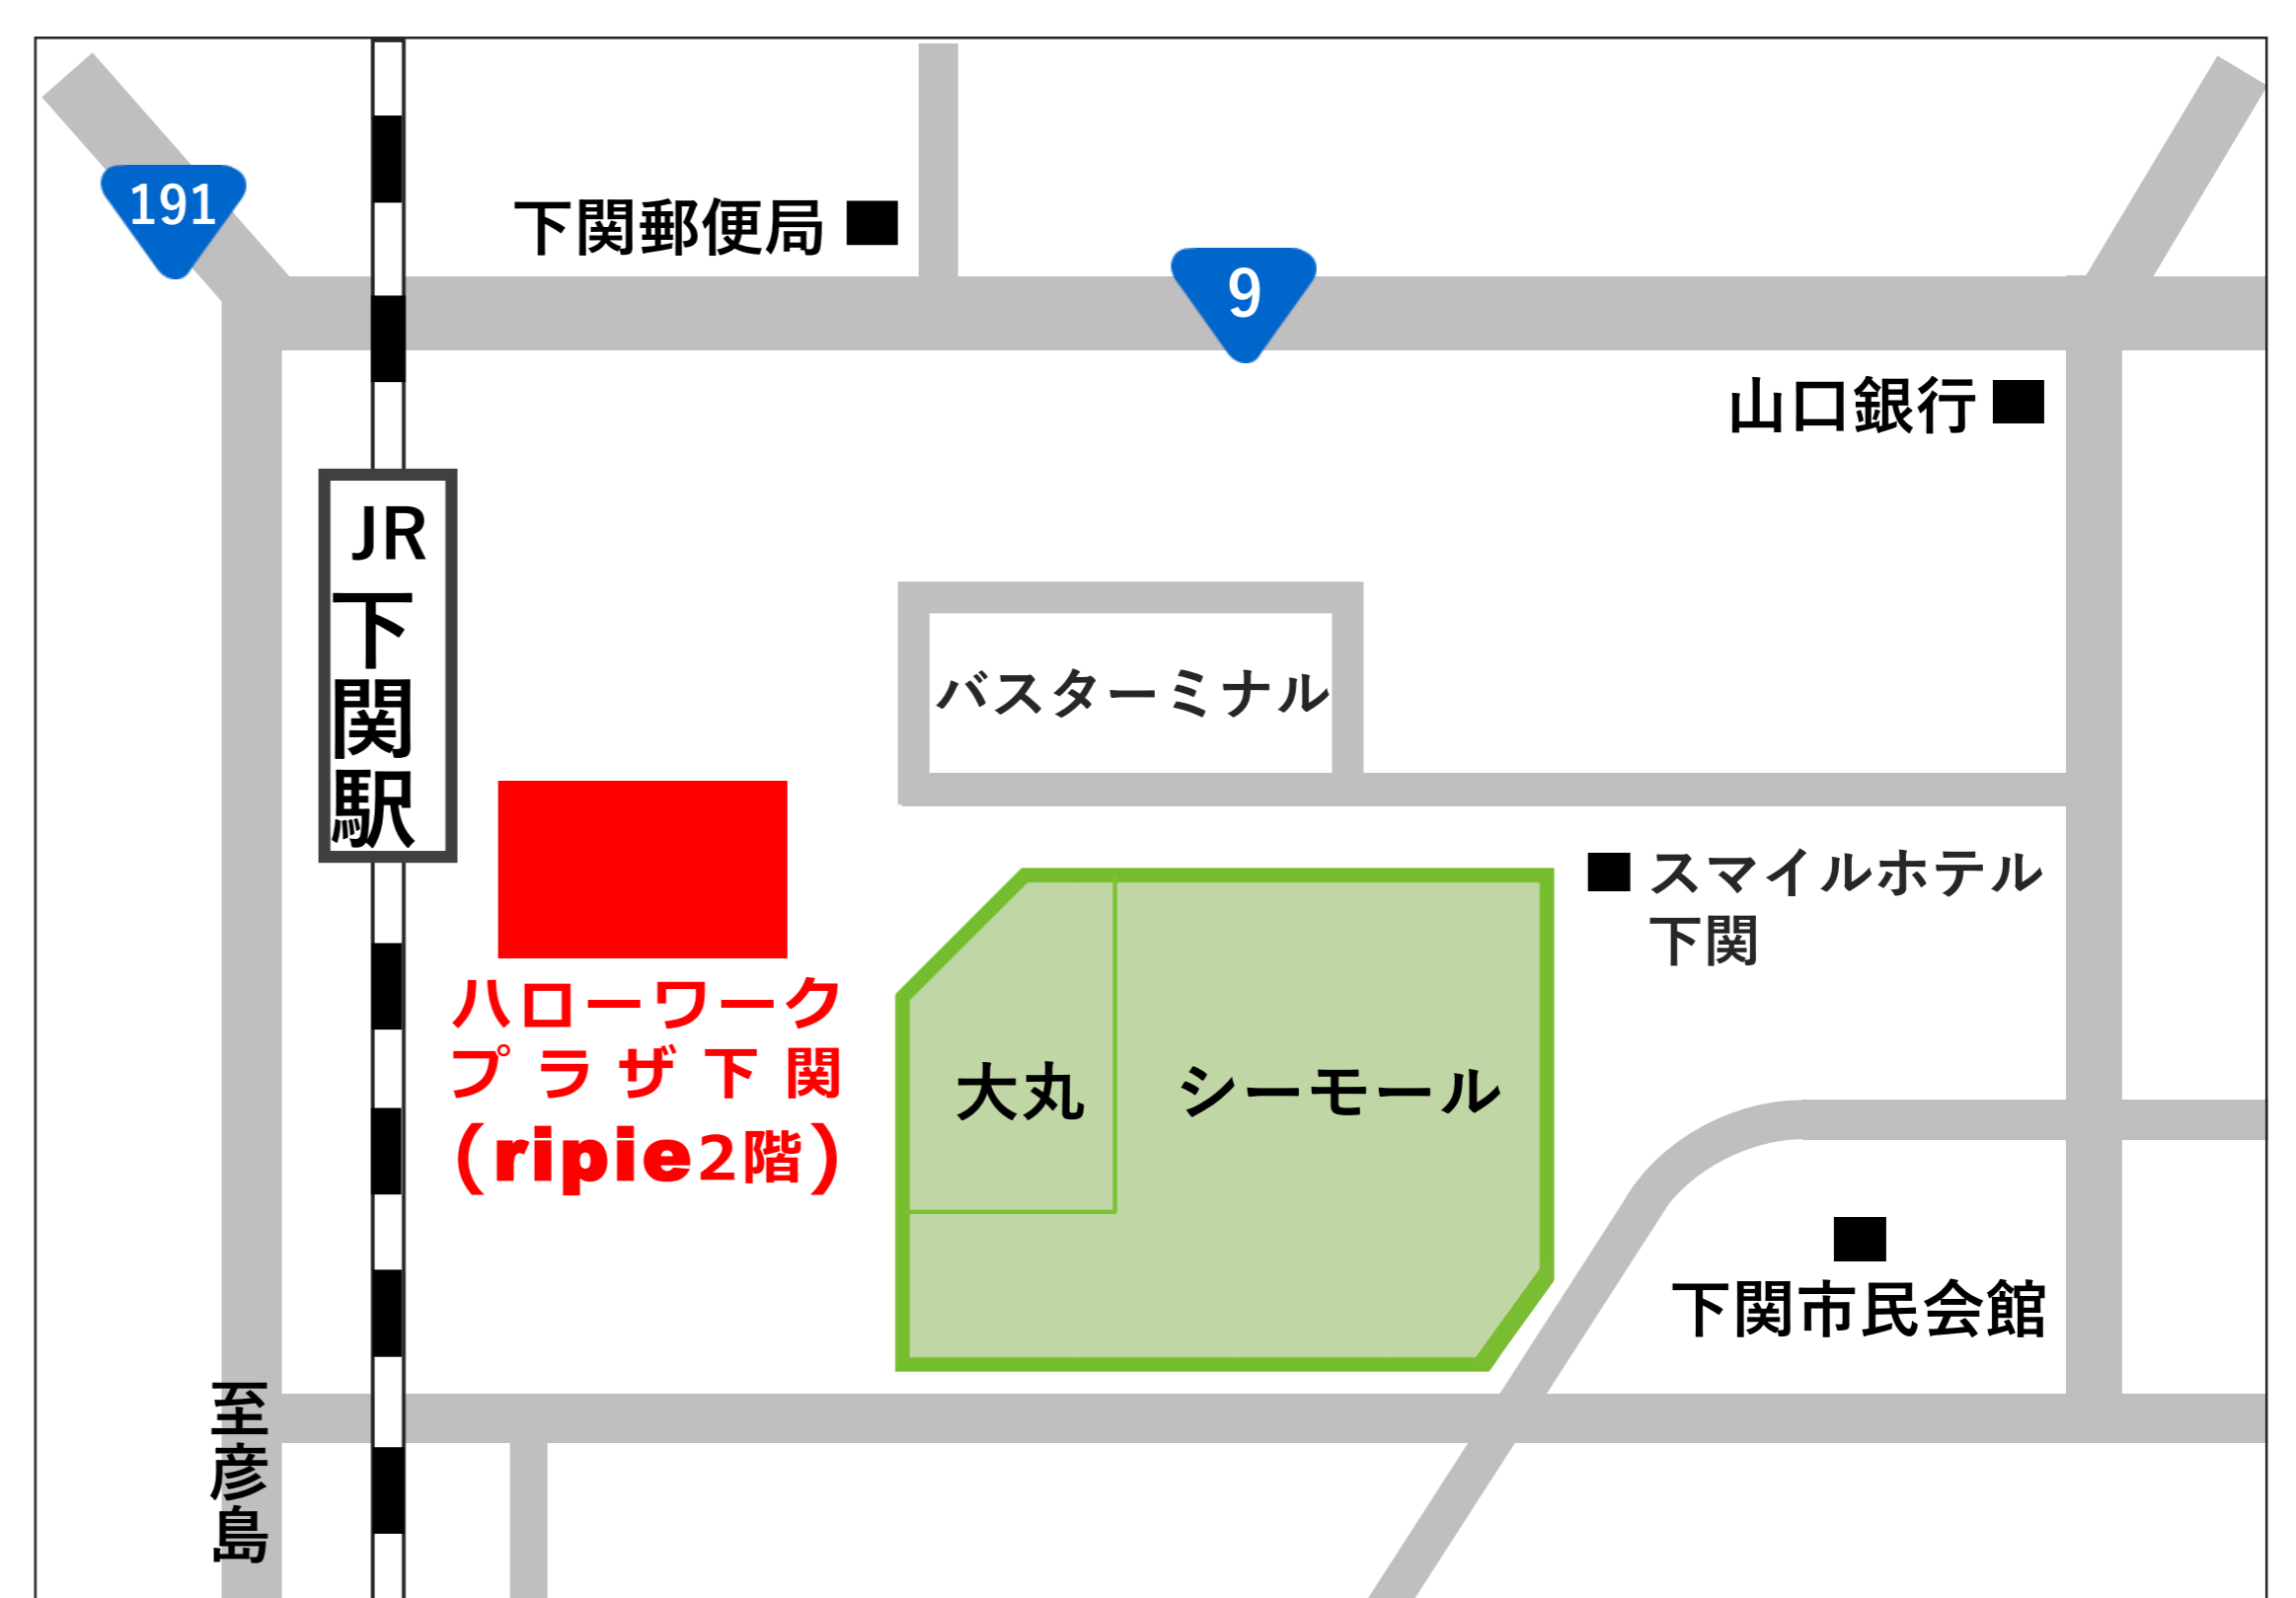 191
下関郵便局
9
山口銀行
JR
下関駅
バスターミナル
スマイルホテル
下関
ハローワーク
プラザ下関
(ripie2階)
大丸
シーモール
下関市民会館
至彦島